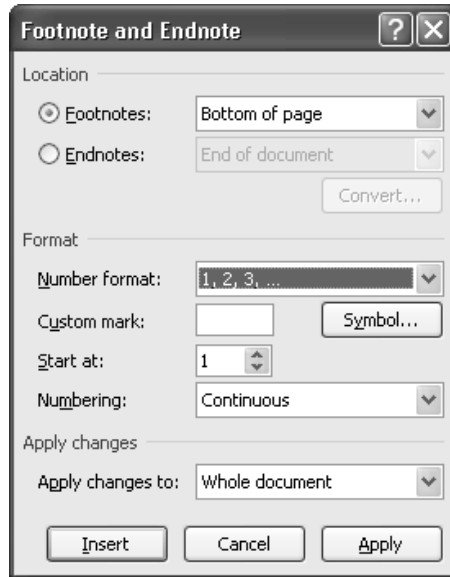 Footnote and Endnote
Location
Footnotes: Bottom of page
Endnotes: End of document
Convert...
Format
Number format: 1, 2, 3, ...
Custom mark: Symbol...
Start at: 1
Numbering: Continuous
Apply changes
Apply changes to: Whole document
Insert Cancel Apply